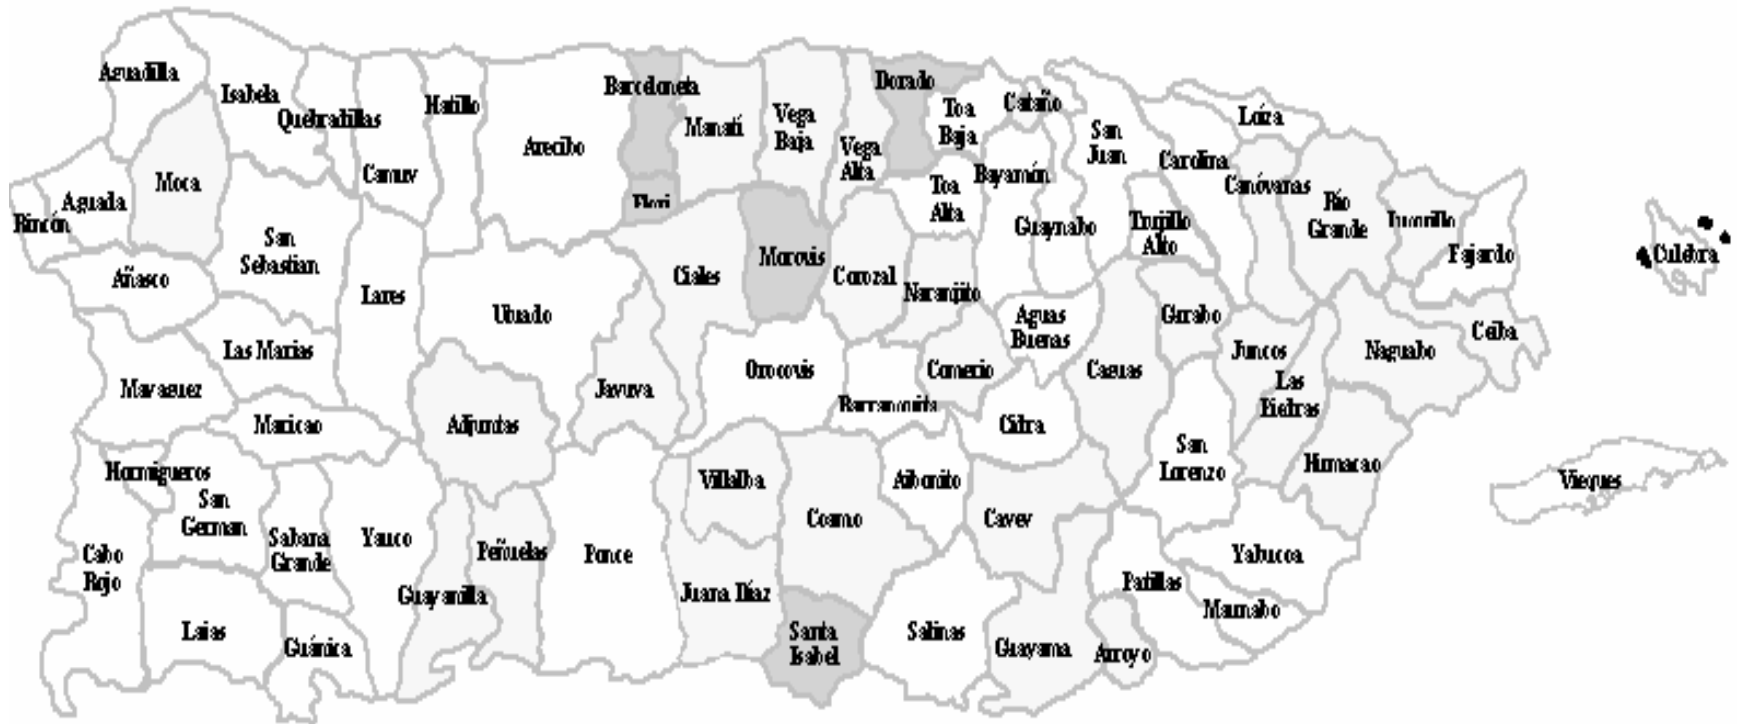 Aguadilla
Isabela
Quebradillas
Hatillo
Camuy
Arecibo
Barceloneta
Manatí
Vega
Baja
Vega
Alta
Dorado
Toa
Baja
Cataño
San
Juan
Loíza
Carolina
Canóvanas
Río
Grande
Fajardo
Culebra
Rincón
Aguada
Moca
San
Sebastian
Florí
Toa
Alta
Bayamón
Guaynabo
Trujillo
Alto
Añasco
Lares
Utuado
Ciales
Morovis
Corozal
Naranjito
Aguas
Buenas
Gurabo
Ceiba
Las Marias
Mayaguez
Maricao
Adjuntas
Jayuya
Orocovis
Barranquita
Comerio
Cidra
Caguas
Juncos
Las
Piedras
Naguabo
Hormigueros
San
German
Villalba
Aibonito
San
Lorenzo
Humacao
Vieques
Cabo
Rojo
Sabana
Grande
Yauco
Guayanilla
Peñuelas
Ponce
Coamo
Cayey
Yabucoa
Lajas
Guánica
Juana Díaz
Santa
Isabel
Salinas
Guayama
Arroyo
Patillas
Maunabo